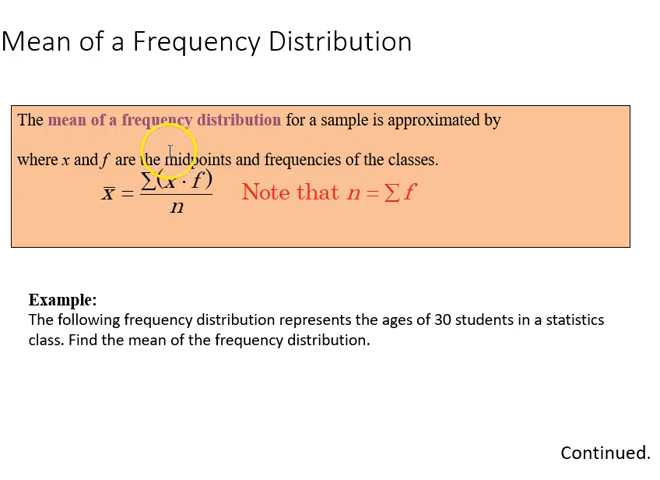 Mean of a Frequency Distribution
The mean of a frequency distribution for a sample is approximated by
where x and f are the midpoints and frequencies of the classes.
x̄ = Σ(x · f) / n Note that n = Σ f
Example:
The following frequency distribution represents the ages of 30 students in a statistics
class. Find the mean of the frequency distribution.
Continued.